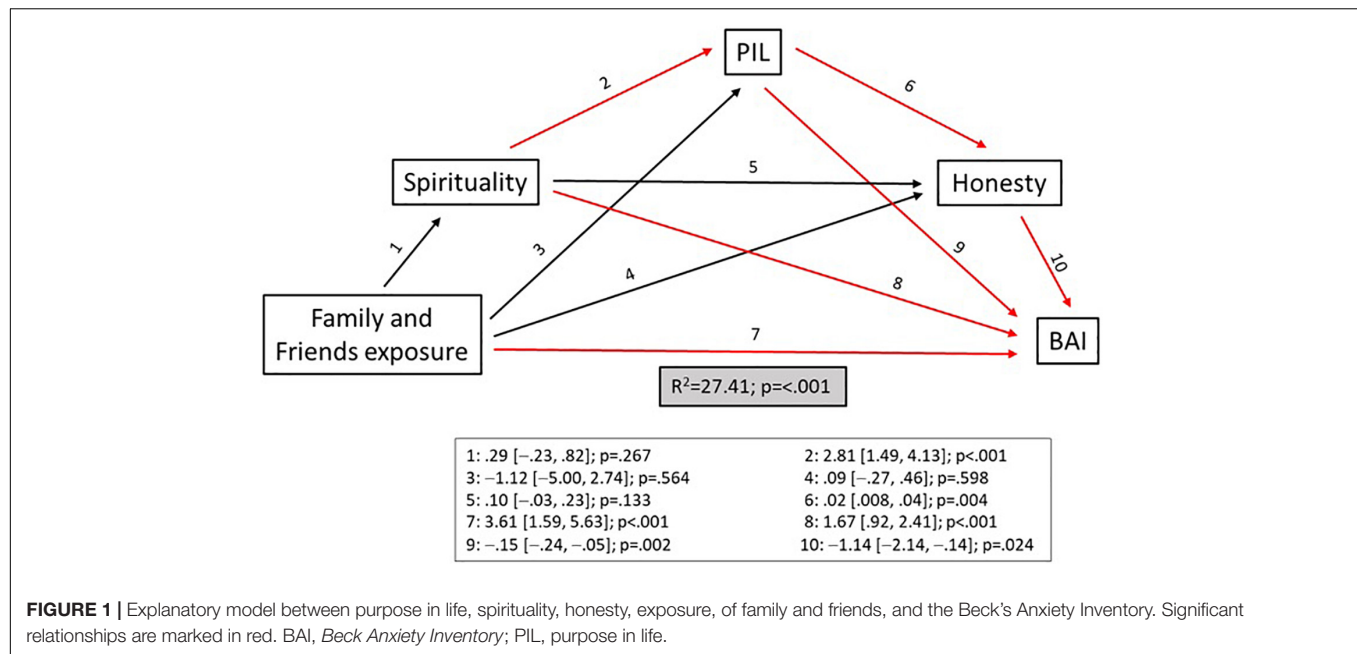 PIL
2
6
Spirituality
5
Honesty
1
3
4
9
8
10
Family and
Friends exposure
7
BAI
R²=27.41; p=<.001
1: .29 [−.23, .82]; p=.267 2: 2.81 [1.49, 4.13]; p<.001
3: −1.12 [−5.00, 2.74]; p=.564 4: .09 [−.27, .46]; p=.598
5: .10 [−.03, .23]; p=.133 6: .02 [.008, .04]; p=.004
7: 3.61 [1.59, 5.63]; p<.001 8: 1.67 [.92, 2.41]; p<.001
9: −.15 [−.24, −.05]; p=.002 10: −1.14 [−2.14, −.14]; p=.024
FIGURE 1 | Explanatory model between purpose in life, spirituality, honesty, exposure, of family and friends, and the Beck's Anxiety Inventory. Significant
relationships are marked in red. BAI, Beck Anxiety Inventory; PIL, purpose in life.